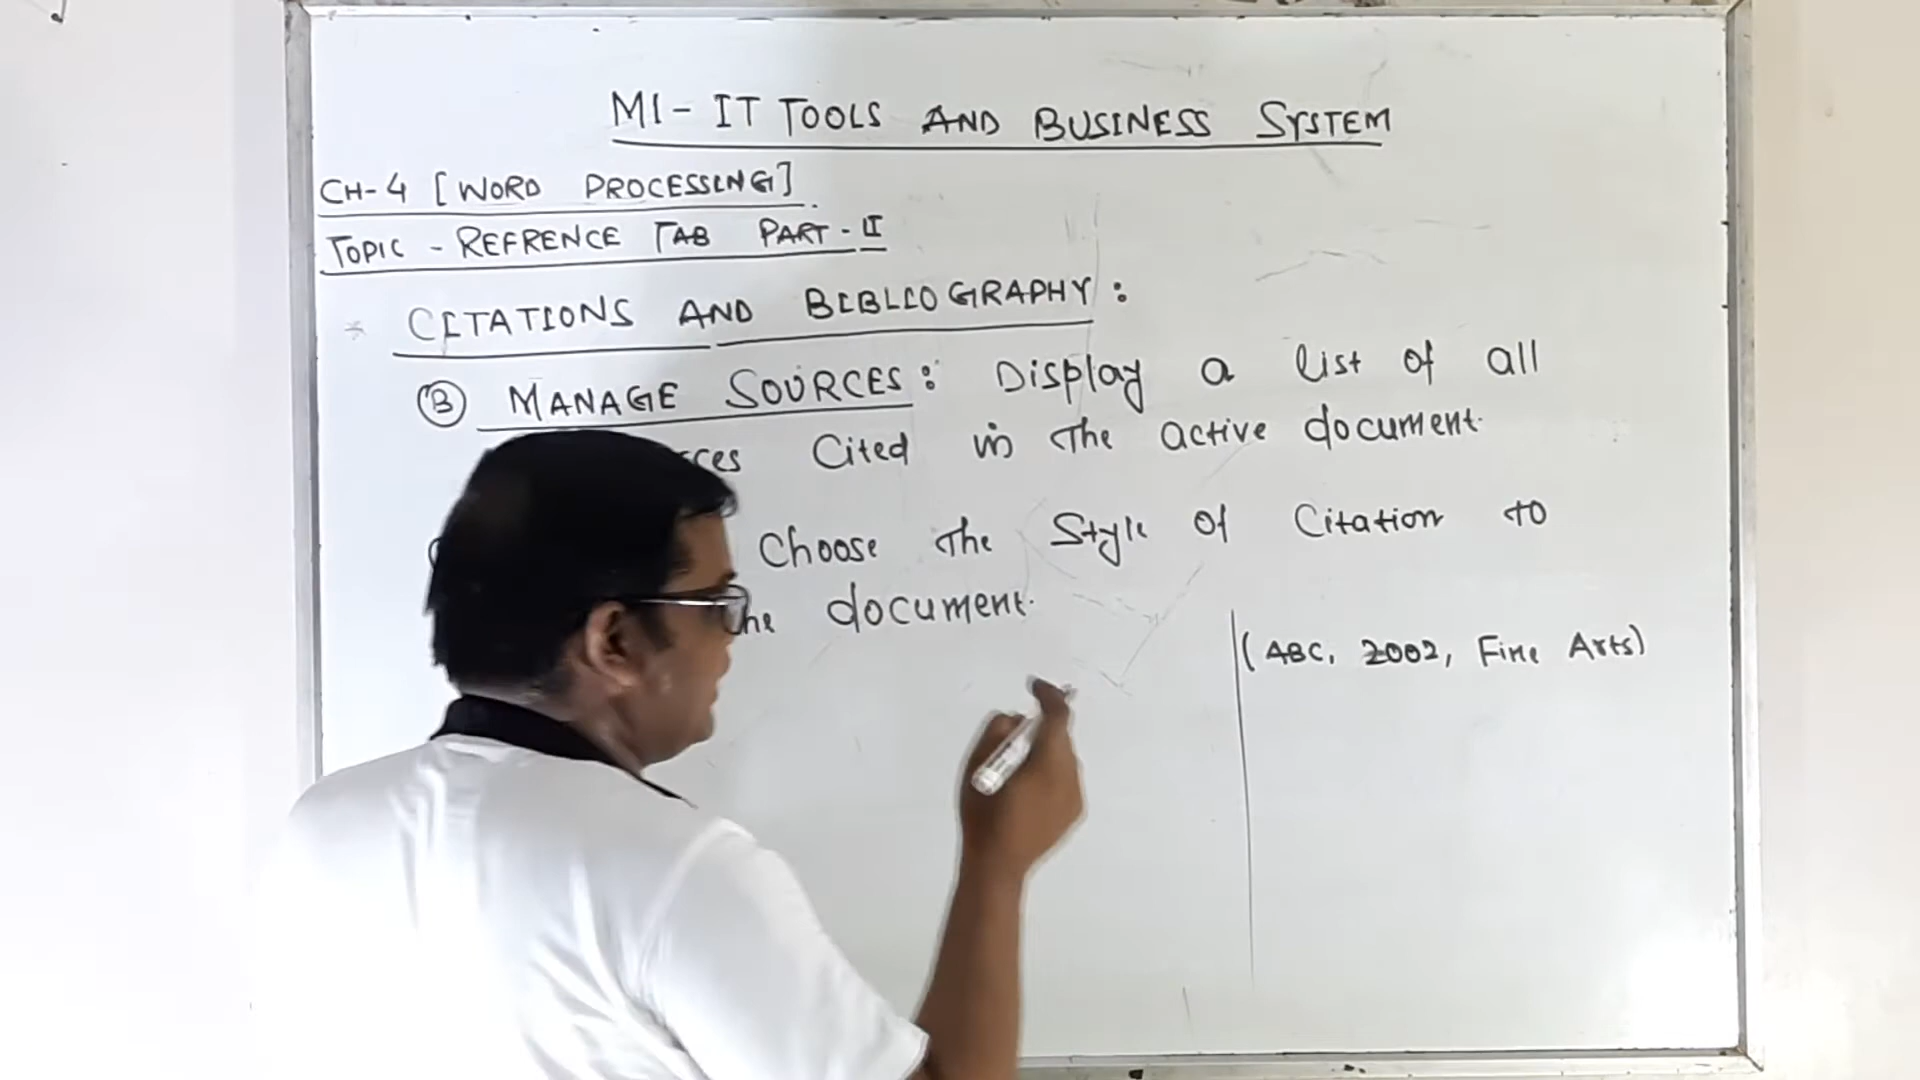 M1 - IT TOOLS AND BUSINESS SYSTEM
CH-4 [WORD PROCESSING]
TOPIC - REFRENCE TAB PART - II
* CITATIONS AND BIBLIOGRAPHY :
(B) MANAGE SOURCES : Display a list of all
Cited in the active document.
Choose the Style of Citation to
document.
(ABC, 2002, Fine Arts)